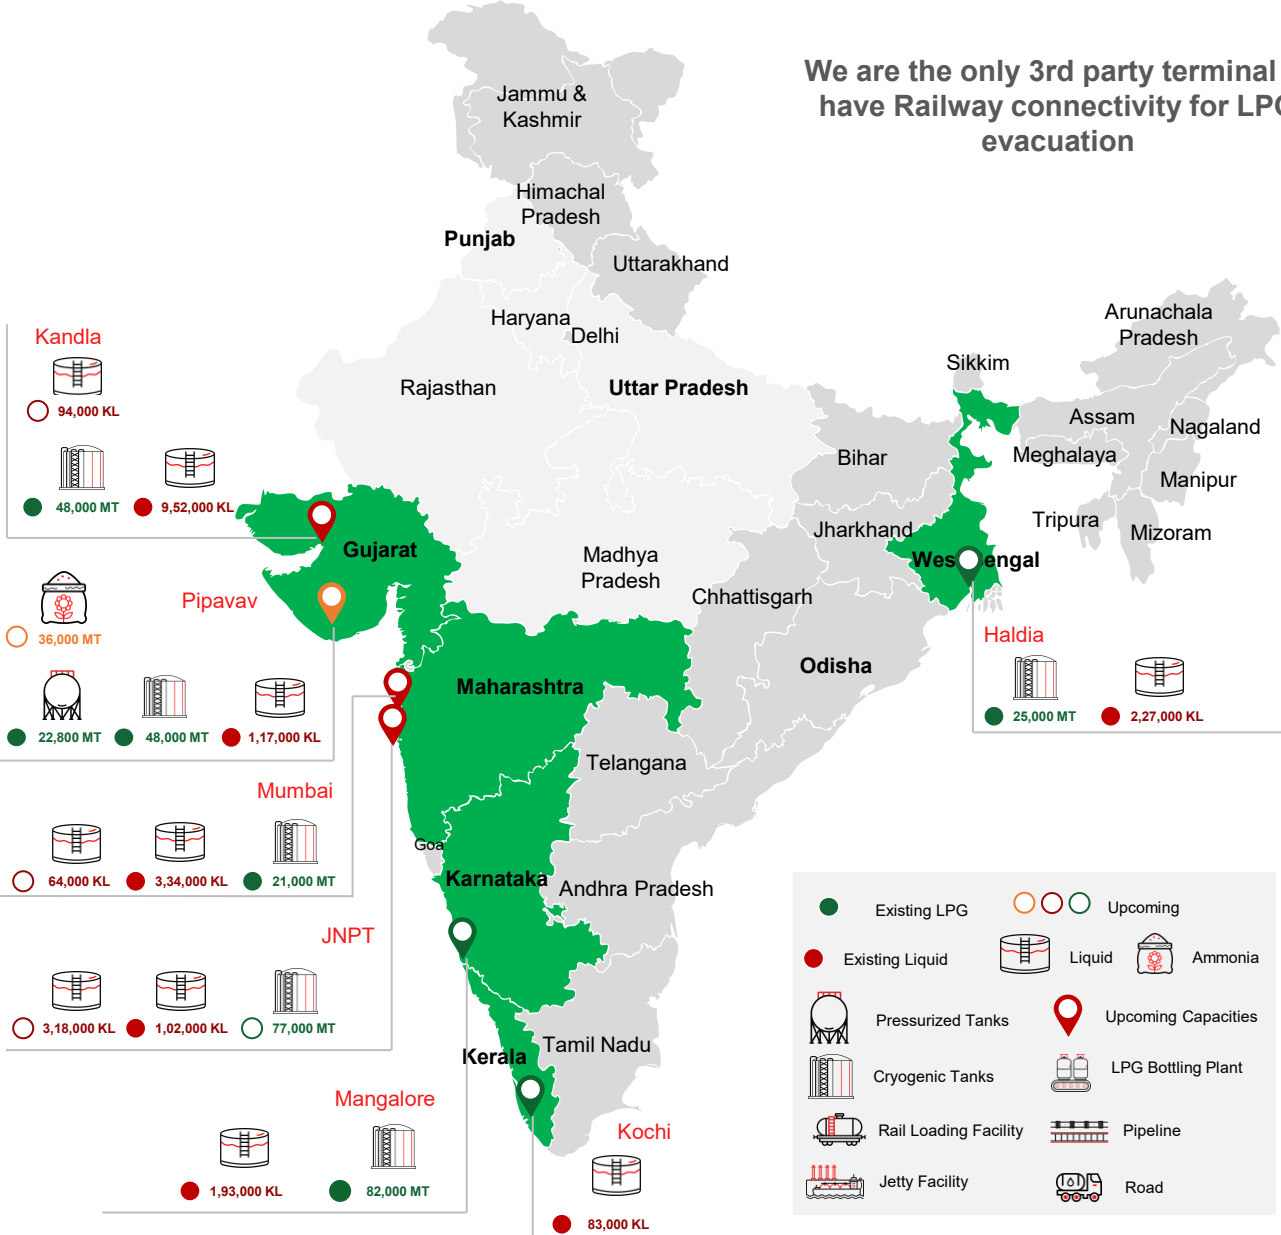 We are the only 3rd party terminal
have Railway connectivity for LPG
evacuation
Jammu &
Kashmir
Himachal
Pradesh
Punjab
Uttarakhand
Haryana
Delhi
Rajasthan
Uttar Pradesh
Arunachala
Pradesh
Sikkim
Assam
Nagaland
Meghalaya
Manipur
Tripura
Mizoram
Bihar
Jharkhand
Gujarat
Madhya
Pradesh
Chhattisgarh
Odisha
Maharashtra
Telangana
Goa
Karnataka
Andhra Pradesh
Kerala
Tamil Nadu
Kandla
94,000 KL
48,000 MT
9,52,000 KL
Pipavav
36,000 MT
22,800 MT
48,000 MT
1,17,000 KL
Mumbai
64,000 KL
3,34,000 KL
21,000 MT
JNPT
3,18,000 KL
1,02,000 KL
77,000 MT
Mangalore
1,93,000 KL
82,000 MT
Kochi
83,000 KL
Haldia
25,000 MT
2,27,000 KL
Existing LPG
Upcoming
Existing Liquid
Liquid
Ammonia
Pressurized Tanks
Upcoming Capacities
Cryogenic Tanks
LPG Bottling Plant
Rail Loading Facility
Pipeline
Jetty Facility
Road